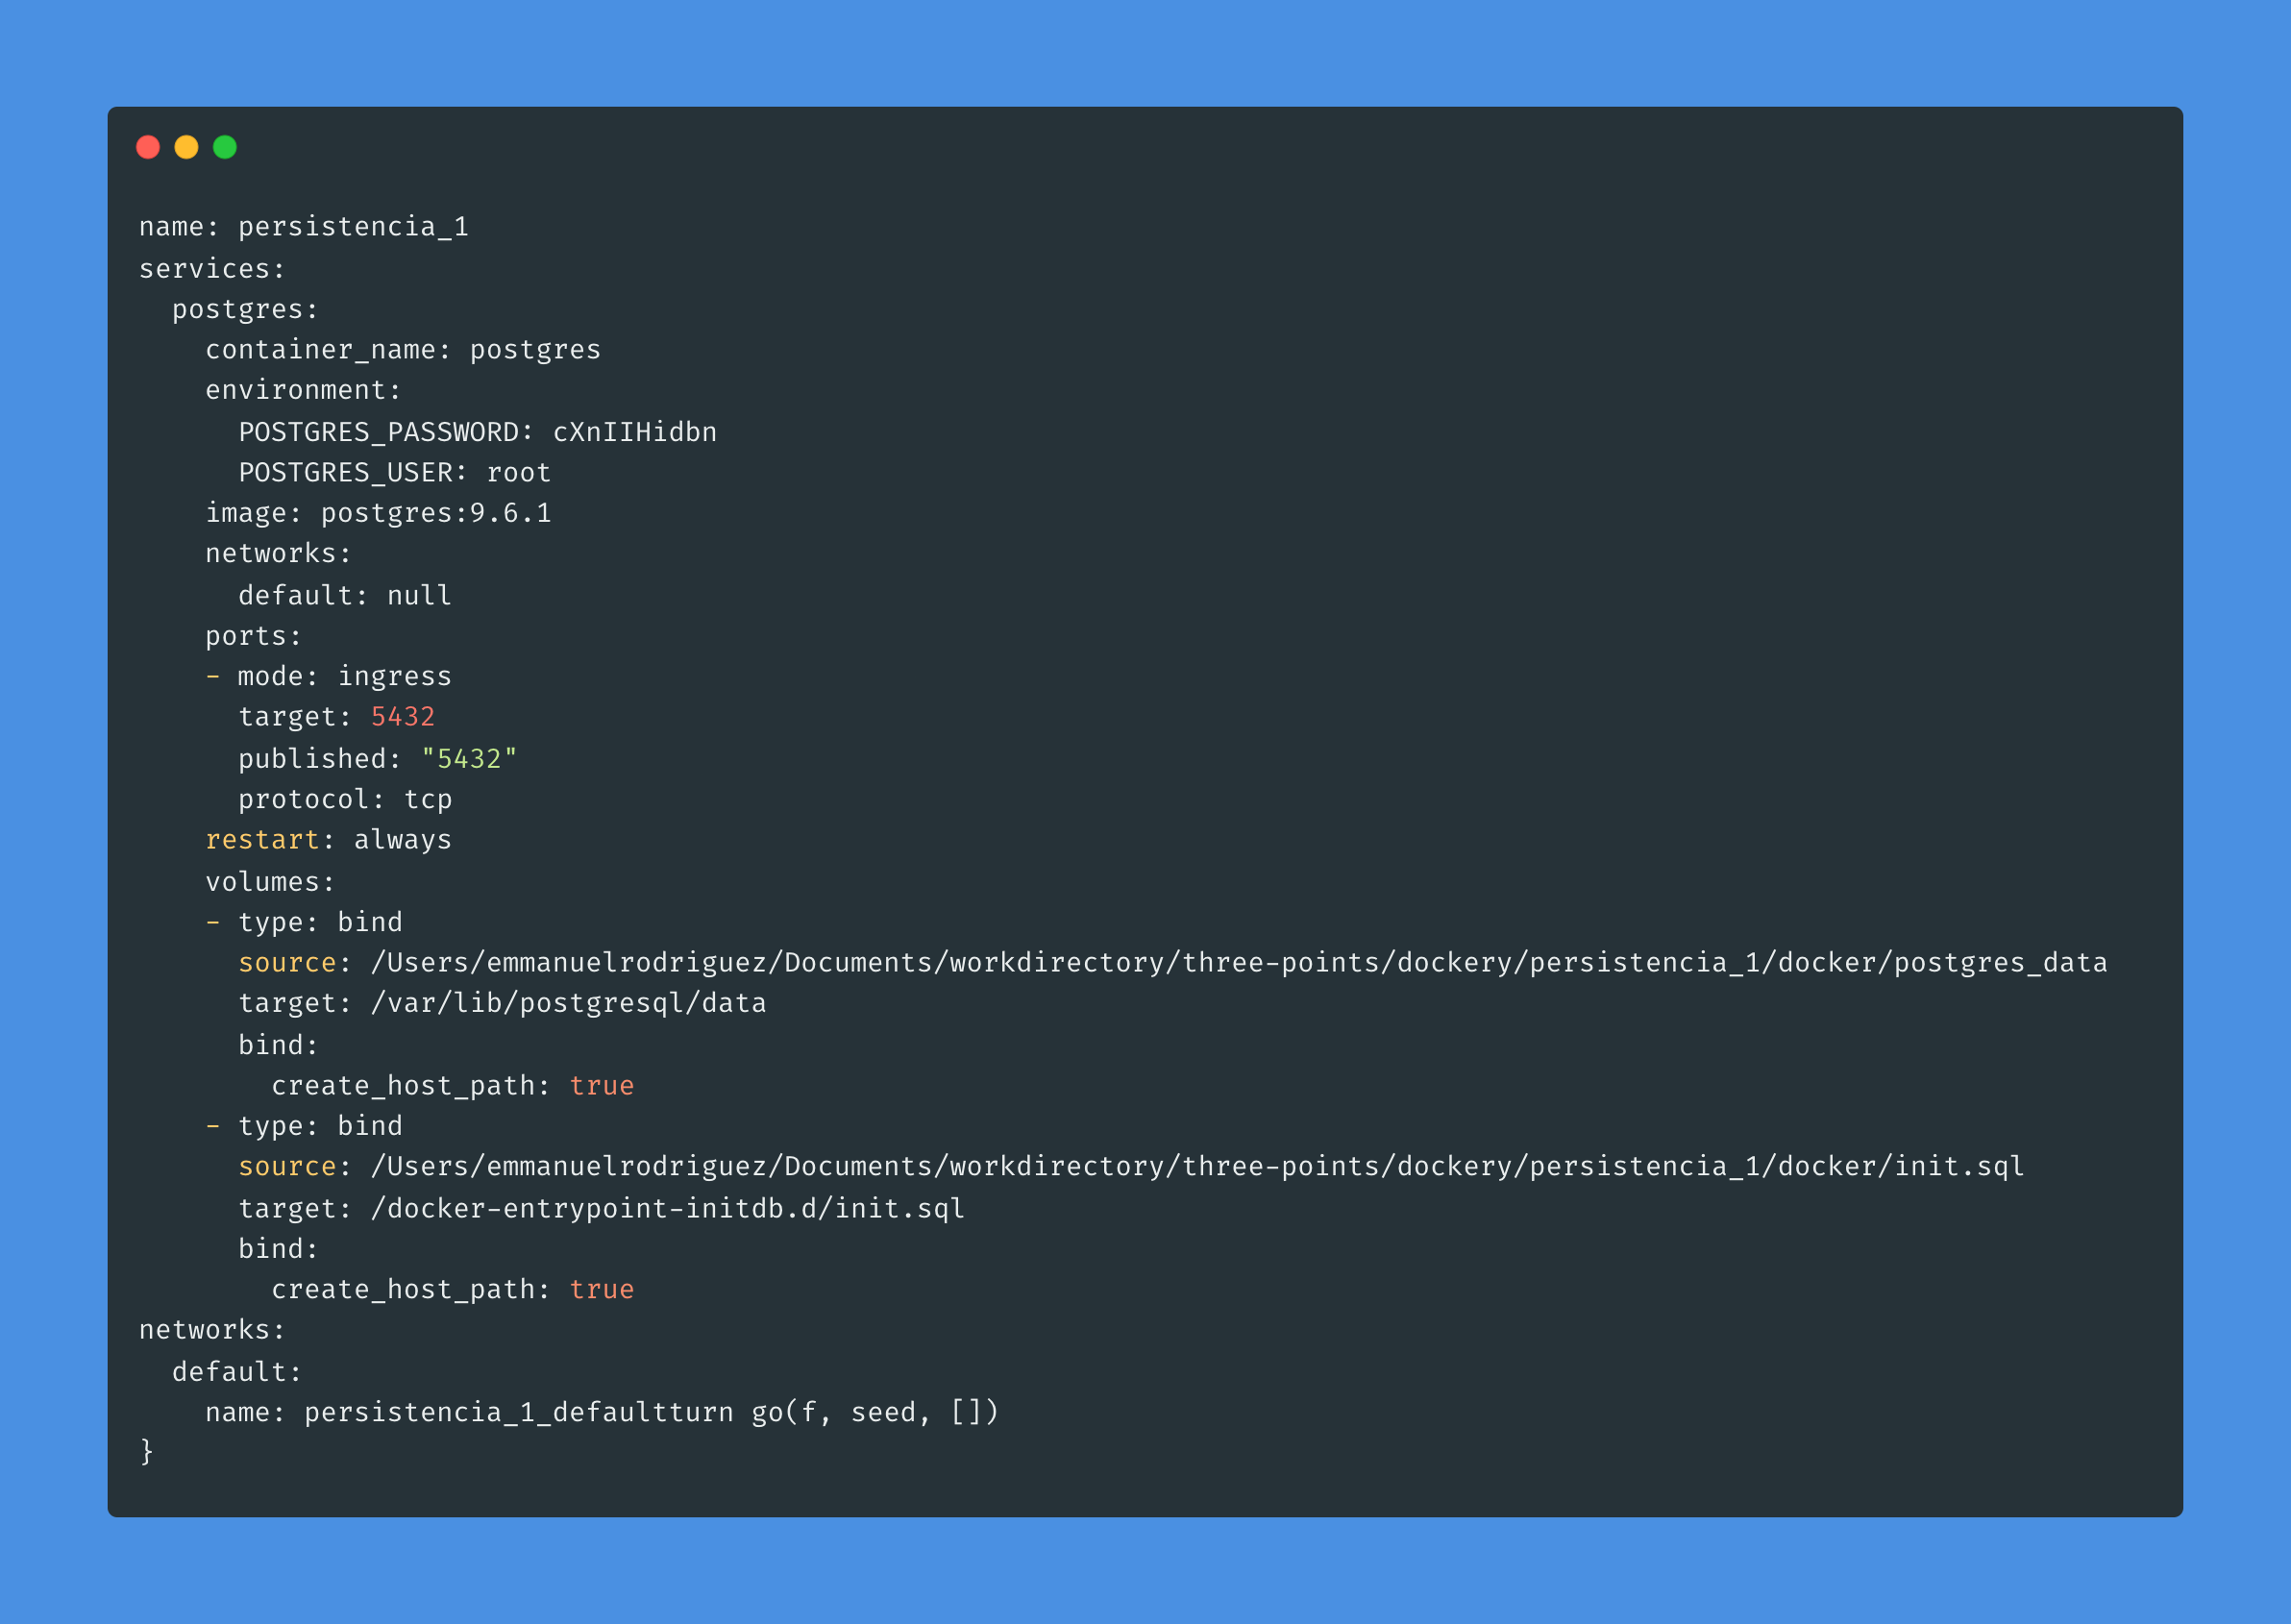 name: persistencia_1
services:
  postgres:
    container_name: postgres
    environment:
      POSTGRES_PASSWORD: cXnIIHidbn
      POSTGRES_USER: root
    image: postgres:9.6.1
    networks:
      default: null
    ports:
    - mode: ingress
      target: 5432
      published: "5432"
      protocol: tcp
    restart: always
    volumes:
    - type: bind
      source: /Users/emmanuelrodriguez/Documents/workdirectory/three-points/dockery/persistencia_1/docker/postgres_data
      target: /var/lib/postgresql/data
      bind:
        create_host_path: true
    - type: bind
      source: /Users/emmanuelrodriguez/Documents/workdirectory/three-points/dockery/persistencia_1/docker/init.sql
      target: /docker-entrypoint-initdb.d/init.sql
      bind:
        create_host_path: true
networks:
  default:
    name: persistencia_1_defaultturn go(f, seed, [])
}